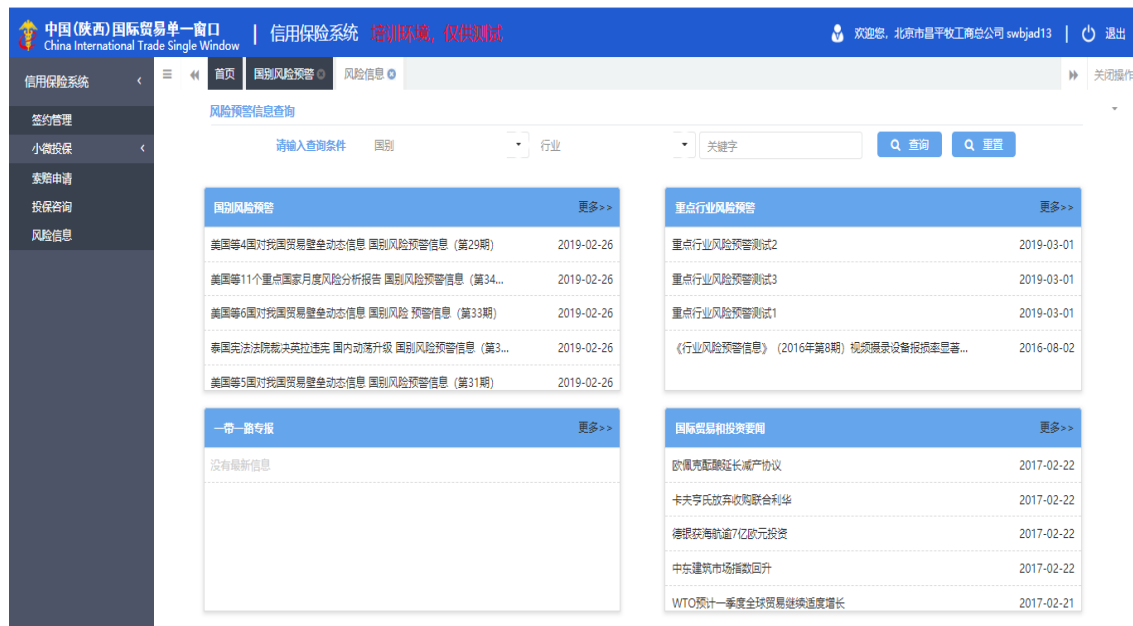 中国(陕西)国际贸易单一窗口
China International Trade Single Window
信用保险系统 培训环境，仅供测试
欢迎您，北京市昌平牧工商总公司 swbjad13 退出
信用保险系统
首页 国别风险预警 风险信息 关闭操作
签约管理
小微投保
索赔申请
投保咨询
风险信息
风险预警信息查询
请输入查询条件 国别 行业 关键字 查询 重置
国别风险预警 更多>>
美国等4国对我国贸易壁垒动态信息 国别风险预警信息（第29期） 2019-02-26
美国等11个重点国家月度风险分析报告 国别风险预警信息（第34... 2019-02-26
美国等6国对我国贸易壁垒动态信息 国别风险 预警信息（第33期） 2019-02-26
泰国宪法法院裁决英拉违宪 国内动荡升级 国别风险预警信息（第3... 2019-02-26
美国等5国对我国贸易壁垒动态信息 国别风险预警信息（第31期） 2019-02-26
重点行业风险预警 更多>>
重点行业风险预警测试2 2019-03-01
重点行业风险预警测试3 2019-03-01
重点行业风险预警测试1 2019-03-01
《行业风险预警信息》（2016年第8期）视频摄录设备报损率显著... 2016-08-02
一带一路专报 更多>>
没有最新信息
国际贸易和投资要闻 更多>>
欧佩克酝酿延长减产协议 2017-02-22
卡夫亨氏放弃收购联合利华 2017-02-22
德银获海航逾7亿欧元投资 2017-02-22
中东建筑市场指数回升 2017-02-22
WTO预计一季度全球贸易继续适度增长 2017-02-21